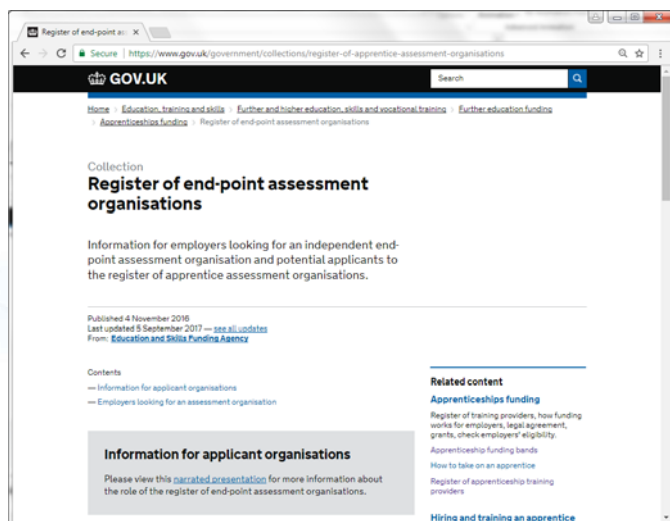 Register of end-point as
Secure | https://www.gov.uk/government/collections/register-of-apprentice-assessment-organisations
GOV.UK
Search
Home > Education, training and skills > Further and higher education, skills and vocational training > Further education funding
> Apprenticeships funding > Register of end-point assessment organisations
Collection
Register of end-point assessment
organisations
Information for employers looking for an independent end-
point assessment organisation and potential applicants to
the register of apprentice assessment organisations.
Published 4 November 2016
Last updated 5 September 2017 — see all updates
From: Education and Skills Funding Agency
Contents
— Information for applicant organisations
— Employers looking for an assessment organisation
Information for applicant organisations
Please view this narrated presentation for more information about
the role of the register of end-point assessment organisations.
Related content
Apprenticeships funding
Register of training providers, how funding
works for employers, legal agreement,
grants, check employers' eligibility.
Apprenticeship funding bands
How to take on an apprentice
Register of apprenticeship training
providers
Hiring and training an apprentice